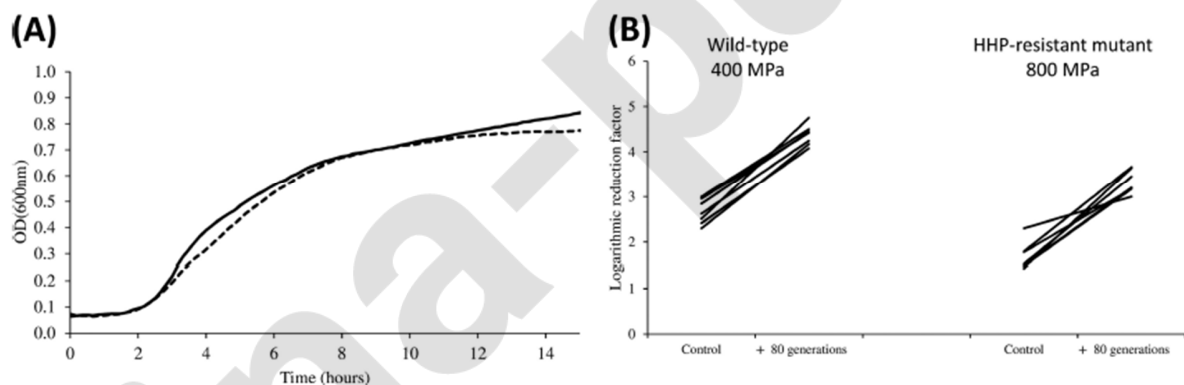 (A)
1.0
0.9
0.8
0.7
0.6
0.5
0.4
0.3
0.2
0.1
0.0
OD(600nm)
0 2 4 6 8 10 12 14
Time (hours)
(B)
Wild-type
400 MPa
HHP-resistant mutant
800 MPa
6
5
4
3
2
1
0
Logarithmic reduction factor
Control + 80 generations Control + 80 generations